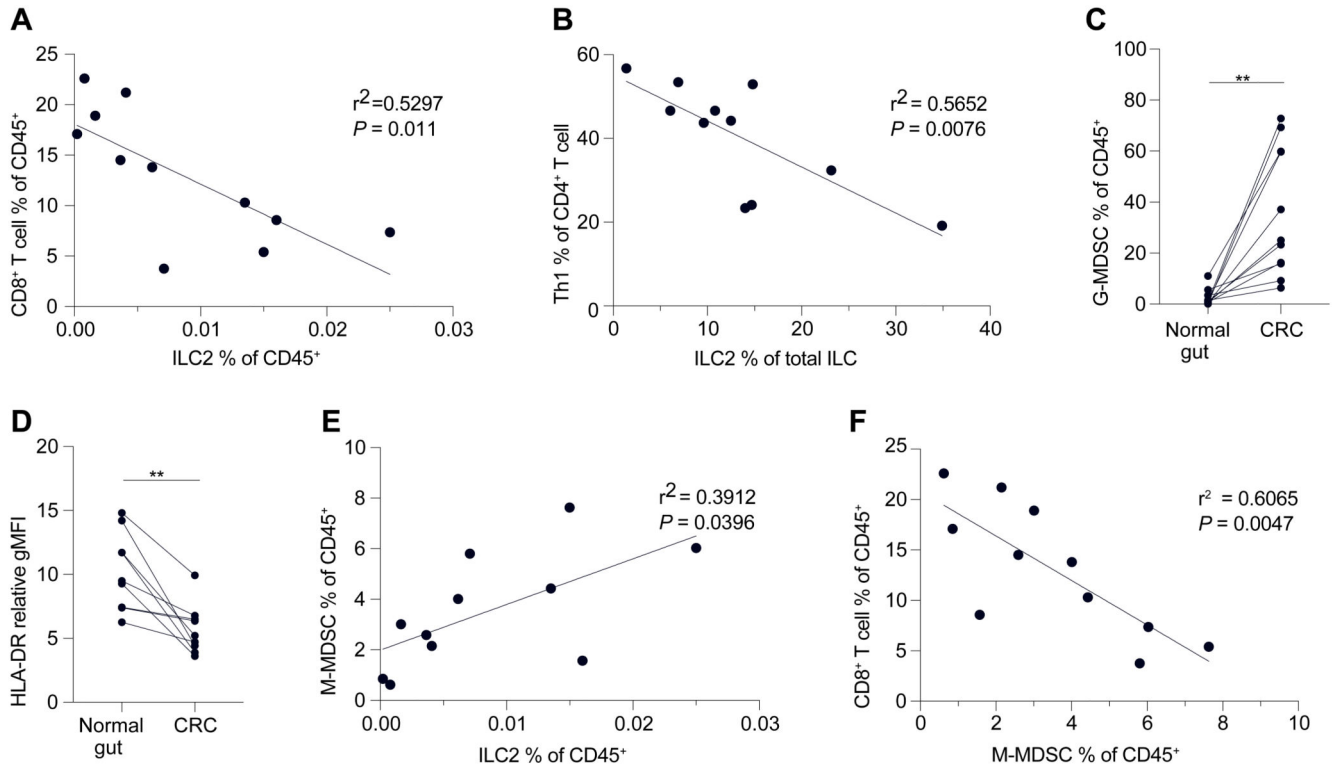 A
CD8⁺ T cell % of CD45⁺
25
20
15
10
5
0
0.00 0.01 0.02 0.03
ILC2 % of CD45⁺
r²=0.5297
P = 0.011
B
Th1 % of CD4⁺ T cell
60
40
20
0
0 10 20 30 40
ILC2 % of total ILC
r² = 0.5652
P = 0.0076
C
G-MDSC % of CD45⁺
100
80
60
40
20
0
**
Normal gut
CRC
D
HLA-DR relative gMFI
20
15
10
5
0
**
Normal gut
CRC
E
M-MDSC % of CD45⁺
10
8
6
4
2
0
0.00 0.01 0.02 0.03
ILC2 % of CD45⁺
r² = 0.3912
P = 0.0396
F
CD8⁺ T cell % of CD45⁺
25
20
15
10
5
0
0 2 4 6 8 10
M-MDSC % of CD45⁺
r² = 0.6065
P = 0.0047